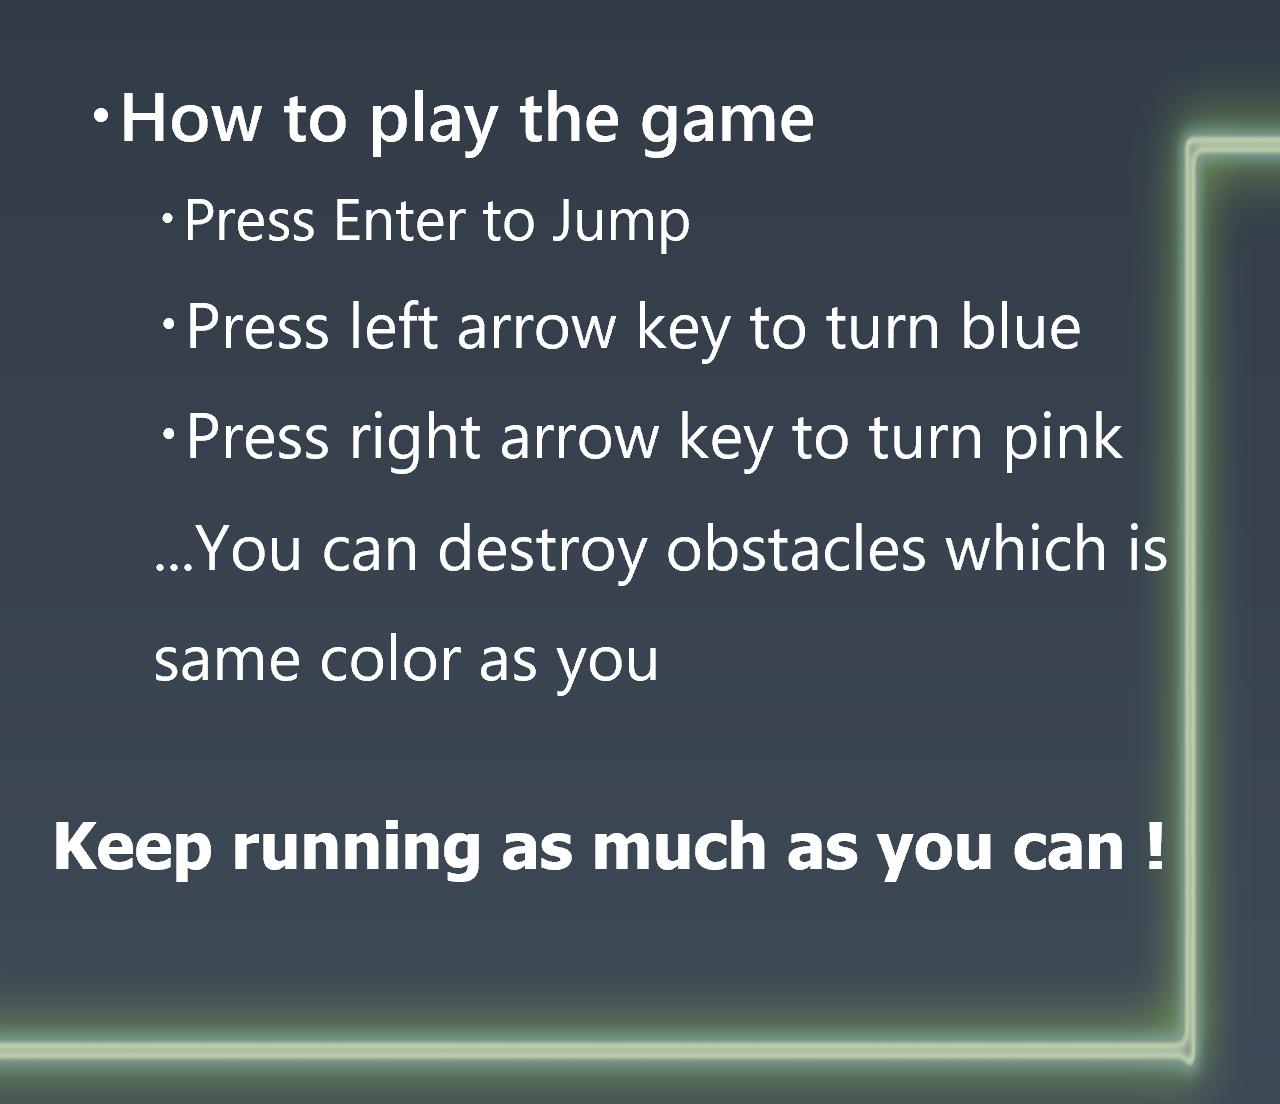 ・How to play the game
・Press Enter to Jump
・Press left arrow key to turn blue
・Press right arrow key to turn pink
...You can destroy obstacles which is
same color as you
Keep running as much as you can !